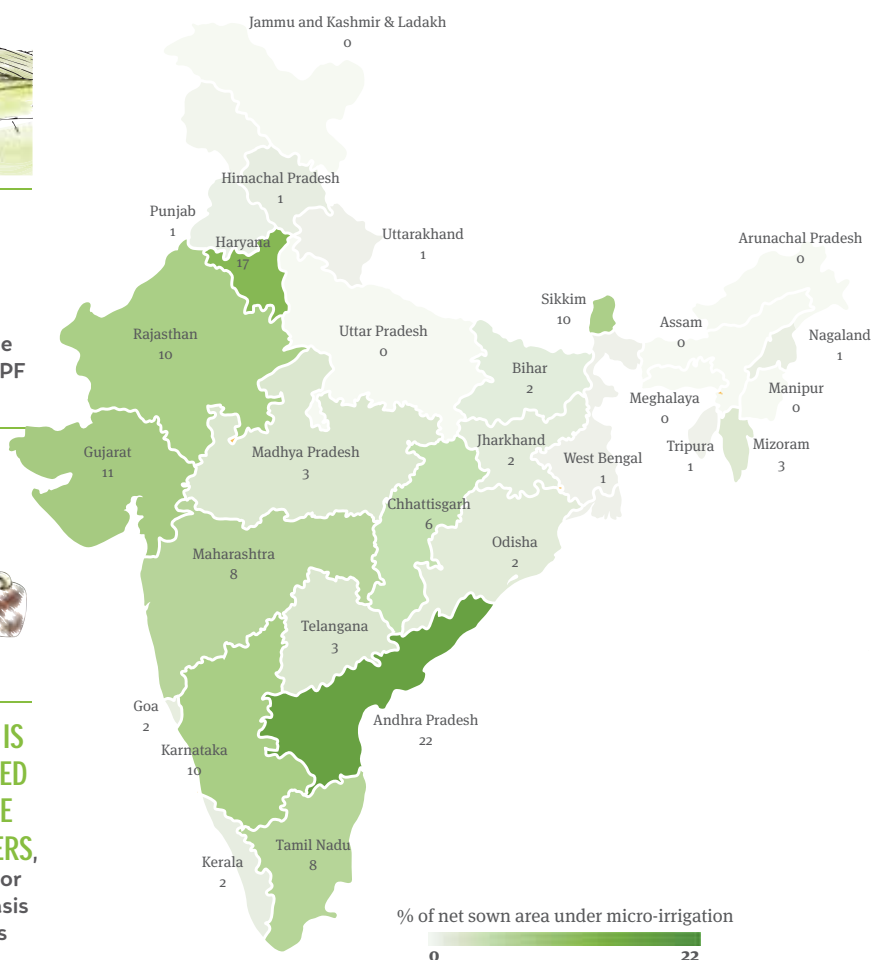 Jammu and Kashmir & Ladakh
0
Himachal Pradesh
1
Punjab
1
Haryana
17
Uttarakhand
1
Arunachal Pradesh
0
Sikkim
10
Assam
0
Nagaland
1
Rajasthan
10
Uttar Pradesh
0
Bihar
2
Meghalaya
0
Manipur
0
Gujarat
11
Madhya Pradesh
3
Jharkhand
2
West Bengal
1
Tripura
1
Mizoram
3
Chhattisgarh
6
Odisha
2
Maharashtra
8
Telangana
3
Goa
2
Karnataka
10
Andhra Pradesh
22
Kerala
2
Tamil Nadu
8
% of net sown area under micro-irrigation
0 22
e
PF
IS
ED
E
ERS,
or
asis
s